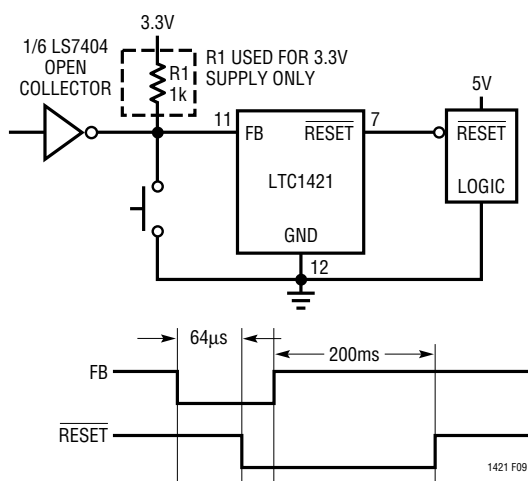 3.3V
1/6 LS7404
OPEN
COLLECTOR
R1
1k
R1 USED FOR 3.3V
SUPPLY ONLY
5V
11
FB
RESET
7
LTC1421
GND
12
RESET
LOGIC
64µs
200ms
FB
RESET
1421 F09